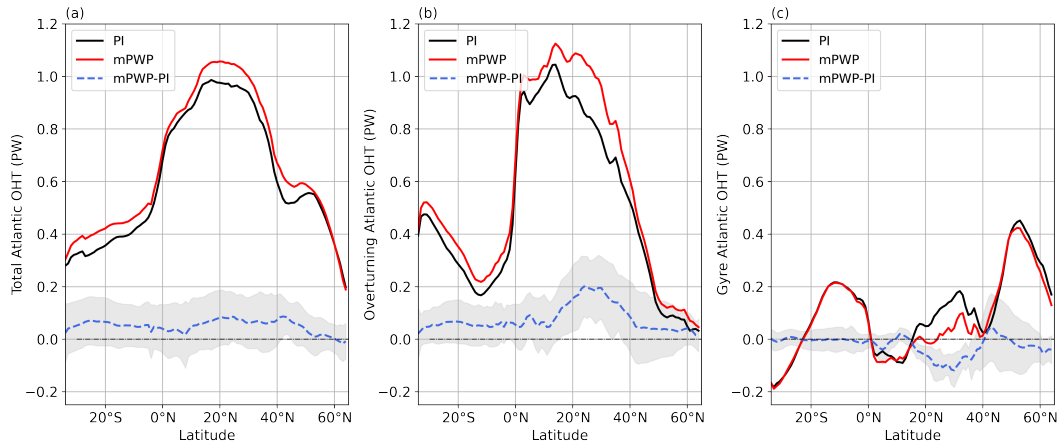 (a)
PI
mPWP
mPWP-PI
Total Atlantic OHT (PW)
1.2
1.0
0.8
0.6
0.4
0.2
0.0
−0.2
20°S
0°N
20°N
40°N
60°N
Latitude
(b)
PI
mPWP
mPWP-PI
Overturning Atlantic OHT (PW)
1.2
1.0
0.8
0.6
0.4
0.2
0.0
−0.2
20°S
0°N
20°N
40°N
60°N
Latitude
(c)
PI
mPWP
mPWP-PI
Gyre Atlantic OHT (PW)
1.2
1.0
0.8
0.6
0.4
0.2
0.0
−0.2
20°S
0°N
20°N
40°N
60°N
Latitude